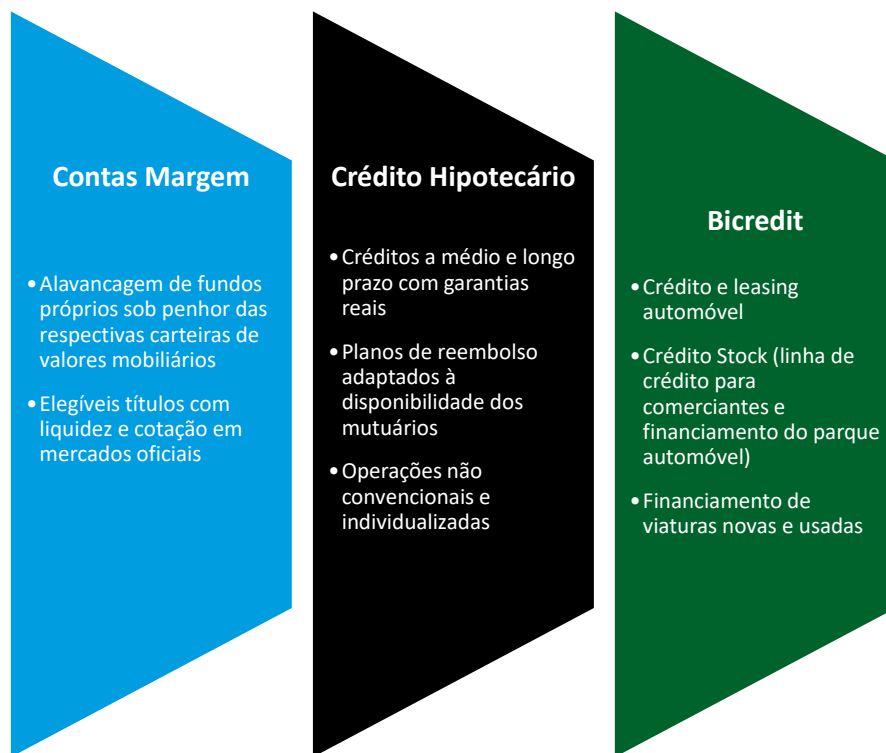 Contas Margem
•Alavancagem de fundos
próprios sob penhor das
respectivas carteiras de
valores mobiliários
•Elegíveis títulos com
liquidez e cotação em
mercados oficiais
Crédito Hipotecário
•Créditos a médio e longo
prazo com garantias
reais
•Planos de reembolso
adaptados à
disponibilidade dos
mutuários
•Operações não
convencionais e
individualizadas
Bicredit
•Crédito e leasing
automóvel
•Crédito Stock (linha de
crédito para
comerciantes e
financiamento do parque
automóvel)
•Financiamento de
viaturas novas e usadas